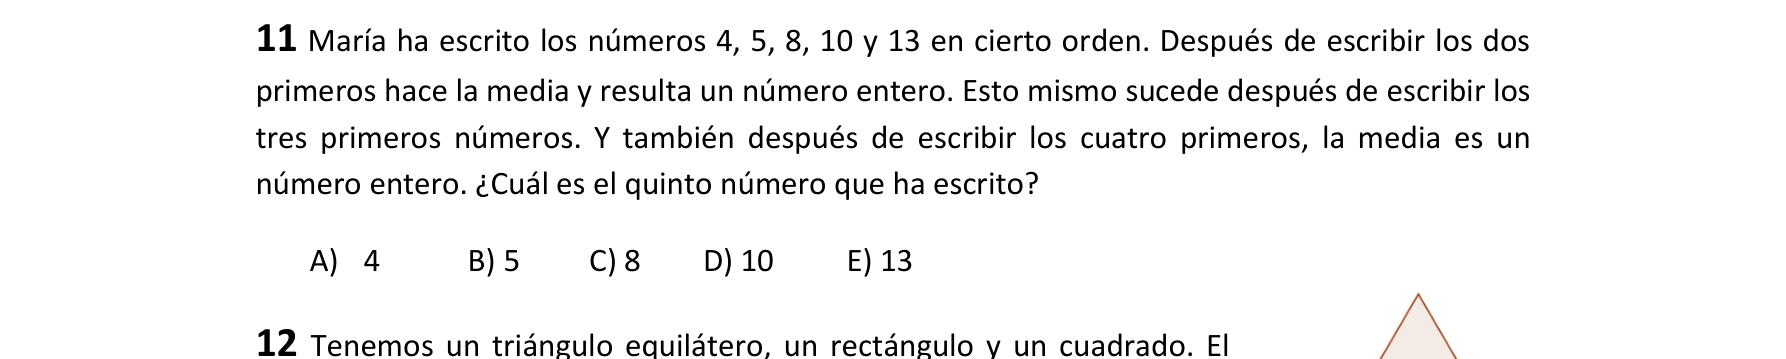 11 María ha escrito los números 4, 5, 8, 10 y 13 en cierto orden. Después de escribir los dos
primeros hace la media y resulta un número entero. Esto mismo sucede después de escribir los
tres primeros números. Y también después de escribir los cuatro primeros, la media es un
número entero. ¿Cuál es el quinto número que ha escrito?
A) 4 B) 5 C) 8 D) 10 E) 13
12 Tenemos un triángulo equilátero, un rectángulo y un cuadrado. El